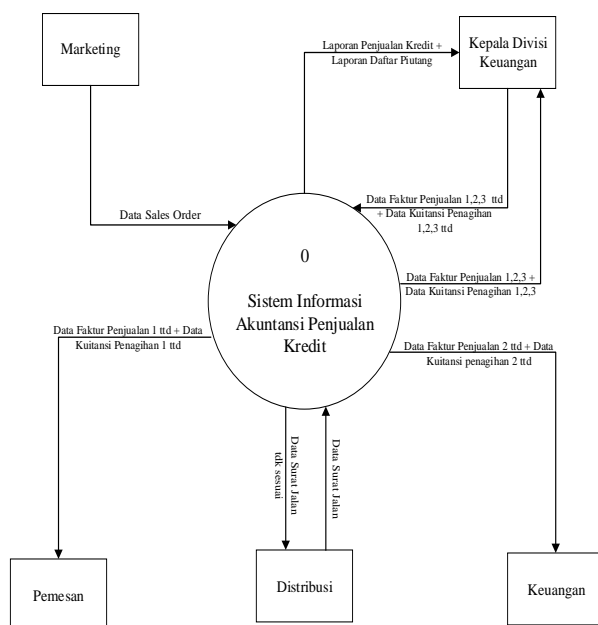 Marketing
Laporan Penjualan Kredit +
Laporan Daftar Piutang
Kepala Divisi
Keuangan
Data Faktur Penjualan 1,2,3 ttd
+ Data Kuitansi Penagihan
1,2,3 ttd
Data Sales Order
0
Sistem Informasi
Akuntansi Penjualan
Kredit
Data Faktur Penjualan 1,2,3 +
Data Kuitansi Penagihan 1,2,3
Data Faktur Penjualan 1 ttd + Data
Kuitansi Penagihan 1 ttd
Data Faktur Penjualan 2 ttd + Data
Kuitansi penagihan 2 ttd
Data Surat Jalan
tdk sesuai
Data Surat Jalan
Pemesan
Distribusi
Keuangan